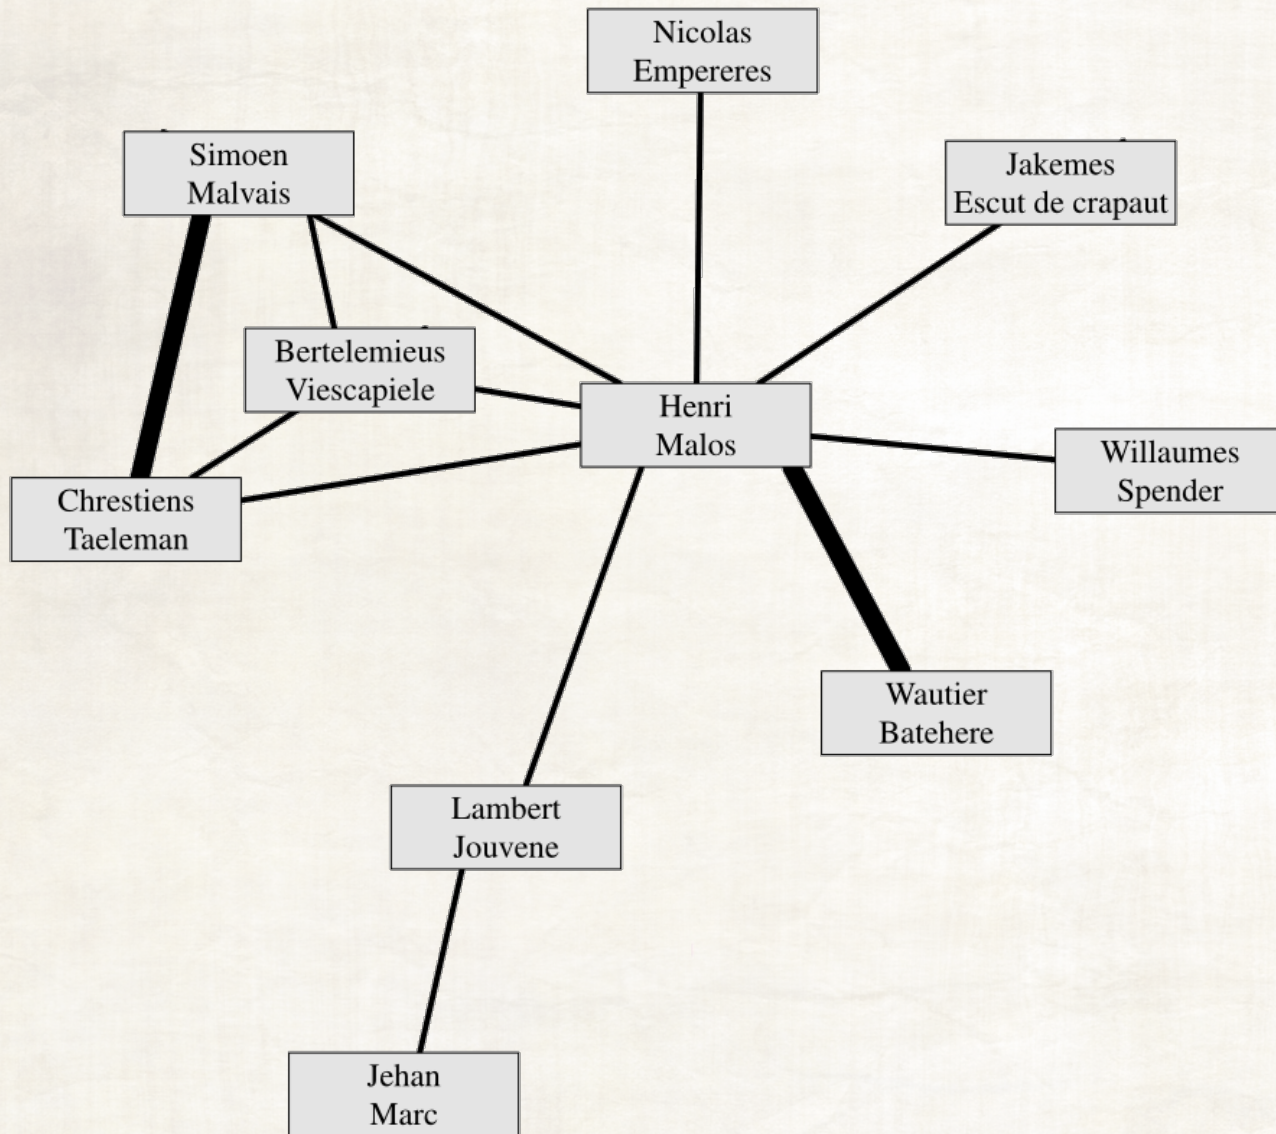 Nicolas
Empereres
Simoen
Malvais
Jakemes
Escut de crapaut
Bertelemieus
Viescapiele
Henri
Malos
Willaumes
Spender
Chrestiens
Taeleman
Wautier
Batehere
Lambert
Jouvene
Jehan
Marc